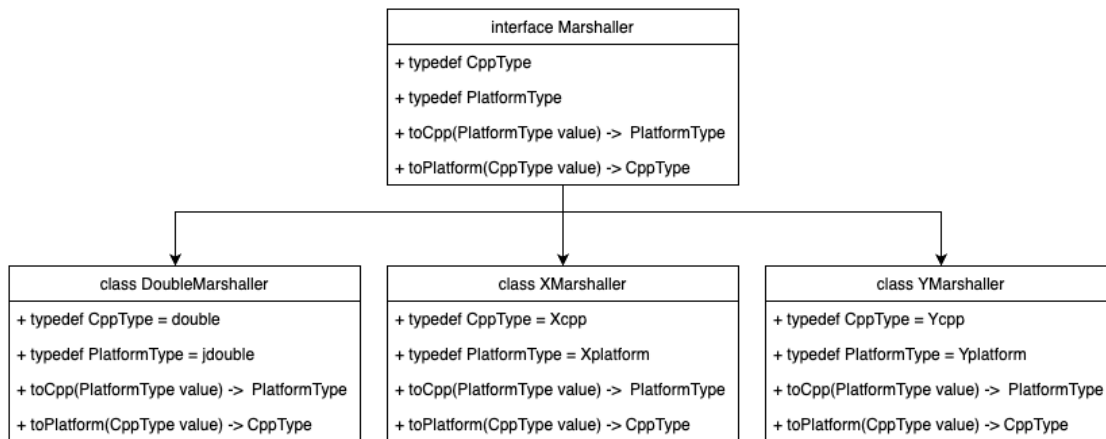 interface Marshaller
+ typedef CppType
+ typedef PlatformType
+ toCpp(PlatformType value) -> PlatformType
+ toPlatform(CppType value) -> CppType
class DoubleMarshaller
+ typedef CppType = double
+ typedef PlatformType = jdouble
+ toCpp(PlatformType value) -> PlatformType
+ toPlatform(CppType value) -> CppType
class XMarshaller
+ typedef CppType = Xcpp
+ typedef PlatformType = Xplatform
+ toCpp(PlatformType value) -> PlatformType
+ toPlatform(CppType value) -> CppType
class YMarshaller
+ typedef CppType = Ycpp
+ typedef PlatformType = Yplatform
+ toCpp(PlatformType value) -> PlatformType
+ toPlatform(CppType value) -> CppType